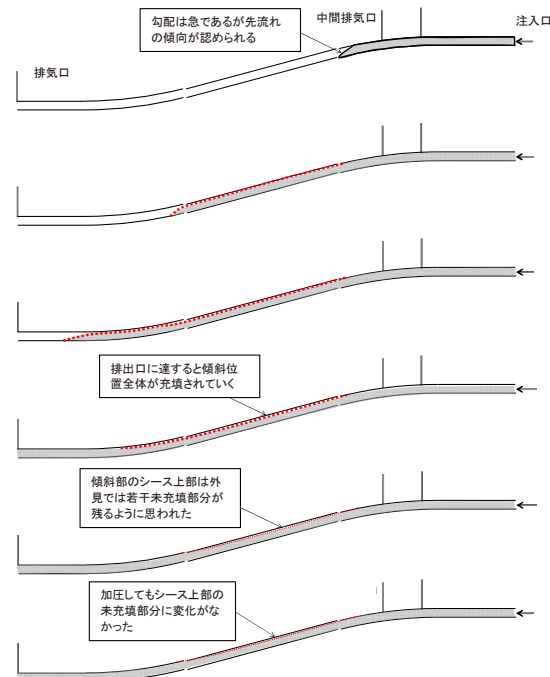 勾配は急であるが先流れ
の傾向が認められる
中間排気口
注入口
排気口
排出口に達すると傾斜位
置全体が充填されていく
傾斜部のシース上部は外
見では若干未充填部分が
残るように思われた
加圧してもシース上部の
未充填部分に変化がな
かった